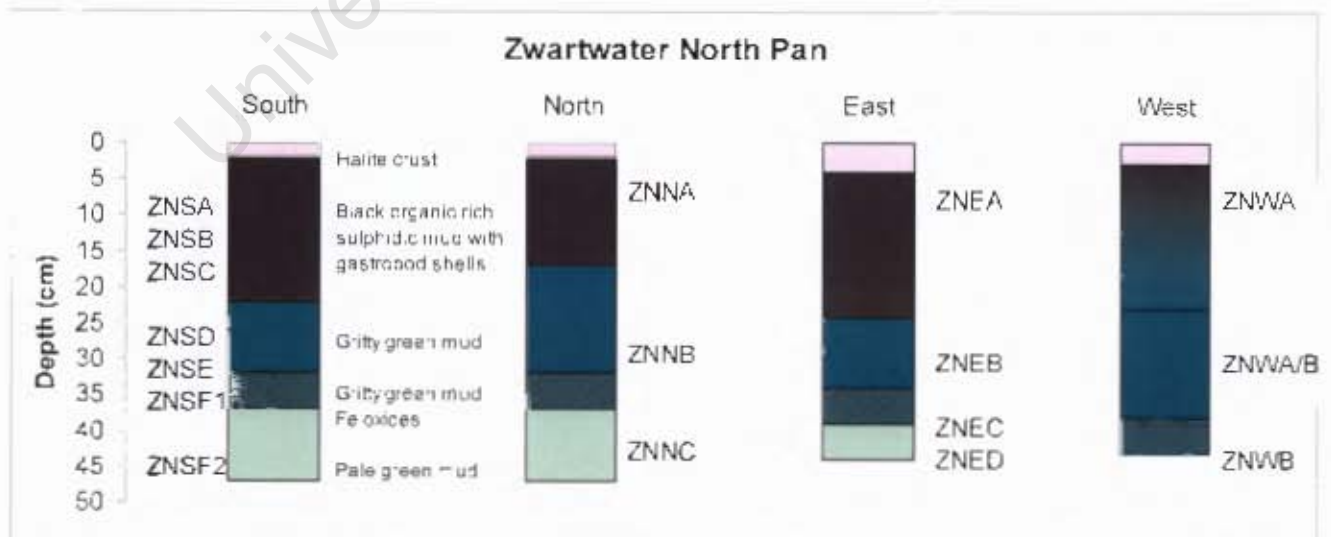 Zwartwater North Pan
South
North
East
West
Depth (cm)
0
5
10
15
20
25
30
35
40
45
50
ZNSA
ZNSB
ZNSC
ZNSD
ZNSE
ZNSF1
ZNSF2
Halite crust
Black organic rich
sulphidic mud with
gastropod shells
Gritty green mud
Gritty green mud
Fe oxides
Pale green mud
ZNNA
ZNNB
ZNNC
ZNEA
ZNEB
ZNEC
ZNED
ZNWA
ZNWA/B
ZNWB